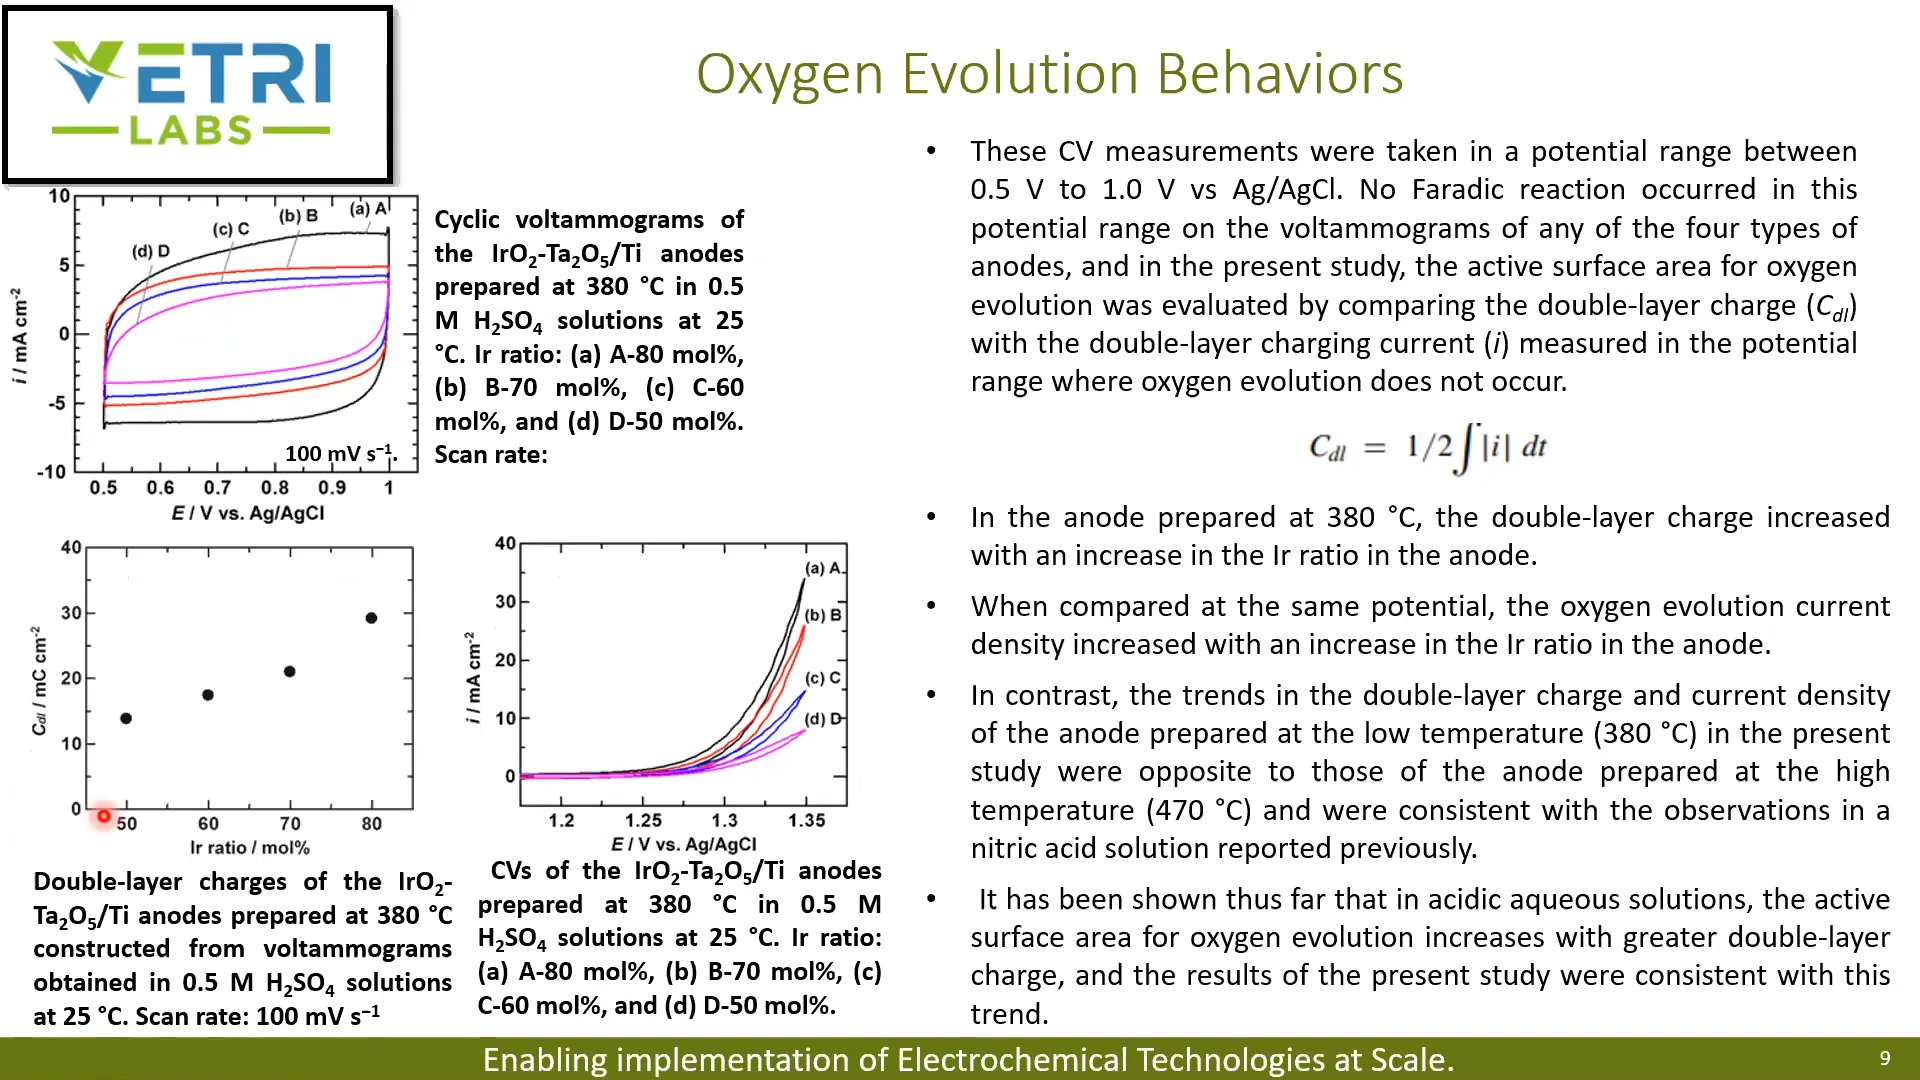 VETRI
LABS
Oxygen Evolution Behaviors
10
5
0
-5
-10
i / mA cm-2
(a) A
(b) B
(c) C
(d) D
100 mV s−1.
0.5 0.6 0.7 0.8 0.9 1
E / V vs. Ag/AgCl
Cyclic voltammograms of
the IrO2-Ta2O5/Ti anodes
prepared at 380 °C in 0.5
M H2SO4 solutions at 25
°C. Ir ratio: (a) A-80 mol%,
(b) B-70 mol%, (c) C-60
mol%, and (d) D-50 mol%.
Scan rate:
40
30
20
10
0
Cdl / mC cm-2
50 60 70 80
Ir ratio / mol%
Double-layer charges of the IrO2-
Ta2O5/Ti anodes prepared at 380 °C
constructed from voltammograms
obtained in 0.5 M H2SO4 solutions
at 25 °C. Scan rate: 100 mV s−1
40
30
20
10
0
i / mA cm-2
(a) A
(b) B
(c) C
(d) D
1.2 1.25 1.3 1.35
E / V vs. Ag/AgCl
CVs of the IrO2-Ta2O5/Ti anodes
prepared at 380 °C in 0.5 M
H2SO4 solutions at 25 °C. Ir ratio:
(a) A-80 mol%, (b) B-70 mol%, (c)
C-60 mol%, and (d) D-50 mol%.
• These CV measurements were taken in a potential range between
0.5 V to 1.0 V vs Ag/AgCl. No Faradic reaction occurred in this
potential range on the voltammograms of any of the four types of
anodes, and in the present study, the active surface area for oxygen
evolution was evaluated by comparing the double-layer charge (Cdl)
with the double-layer charging current (i) measured in the potential
range where oxygen evolution does not occur.
Cdl = 1/2∫|i| dt
• In the anode prepared at 380 °C, the double-layer charge increased
with an increase in the Ir ratio in the anode.
• When compared at the same potential, the oxygen evolution current
density increased with an increase in the Ir ratio in the anode.
• In contrast, the trends in the double-layer charge and current density
of the anode prepared at the low temperature (380 °C) in the present
study were opposite to those of the anode prepared at the high
temperature (470 °C) and were consistent with the observations in a
nitric acid solution reported previously.
• It has been shown thus far that in acidic aqueous solutions, the active
surface area for oxygen evolution increases with greater double-layer
charge, and the results of the present study were consistent with this
trend.
Enabling implementation of Electrochemical Technologies at Scale.
9